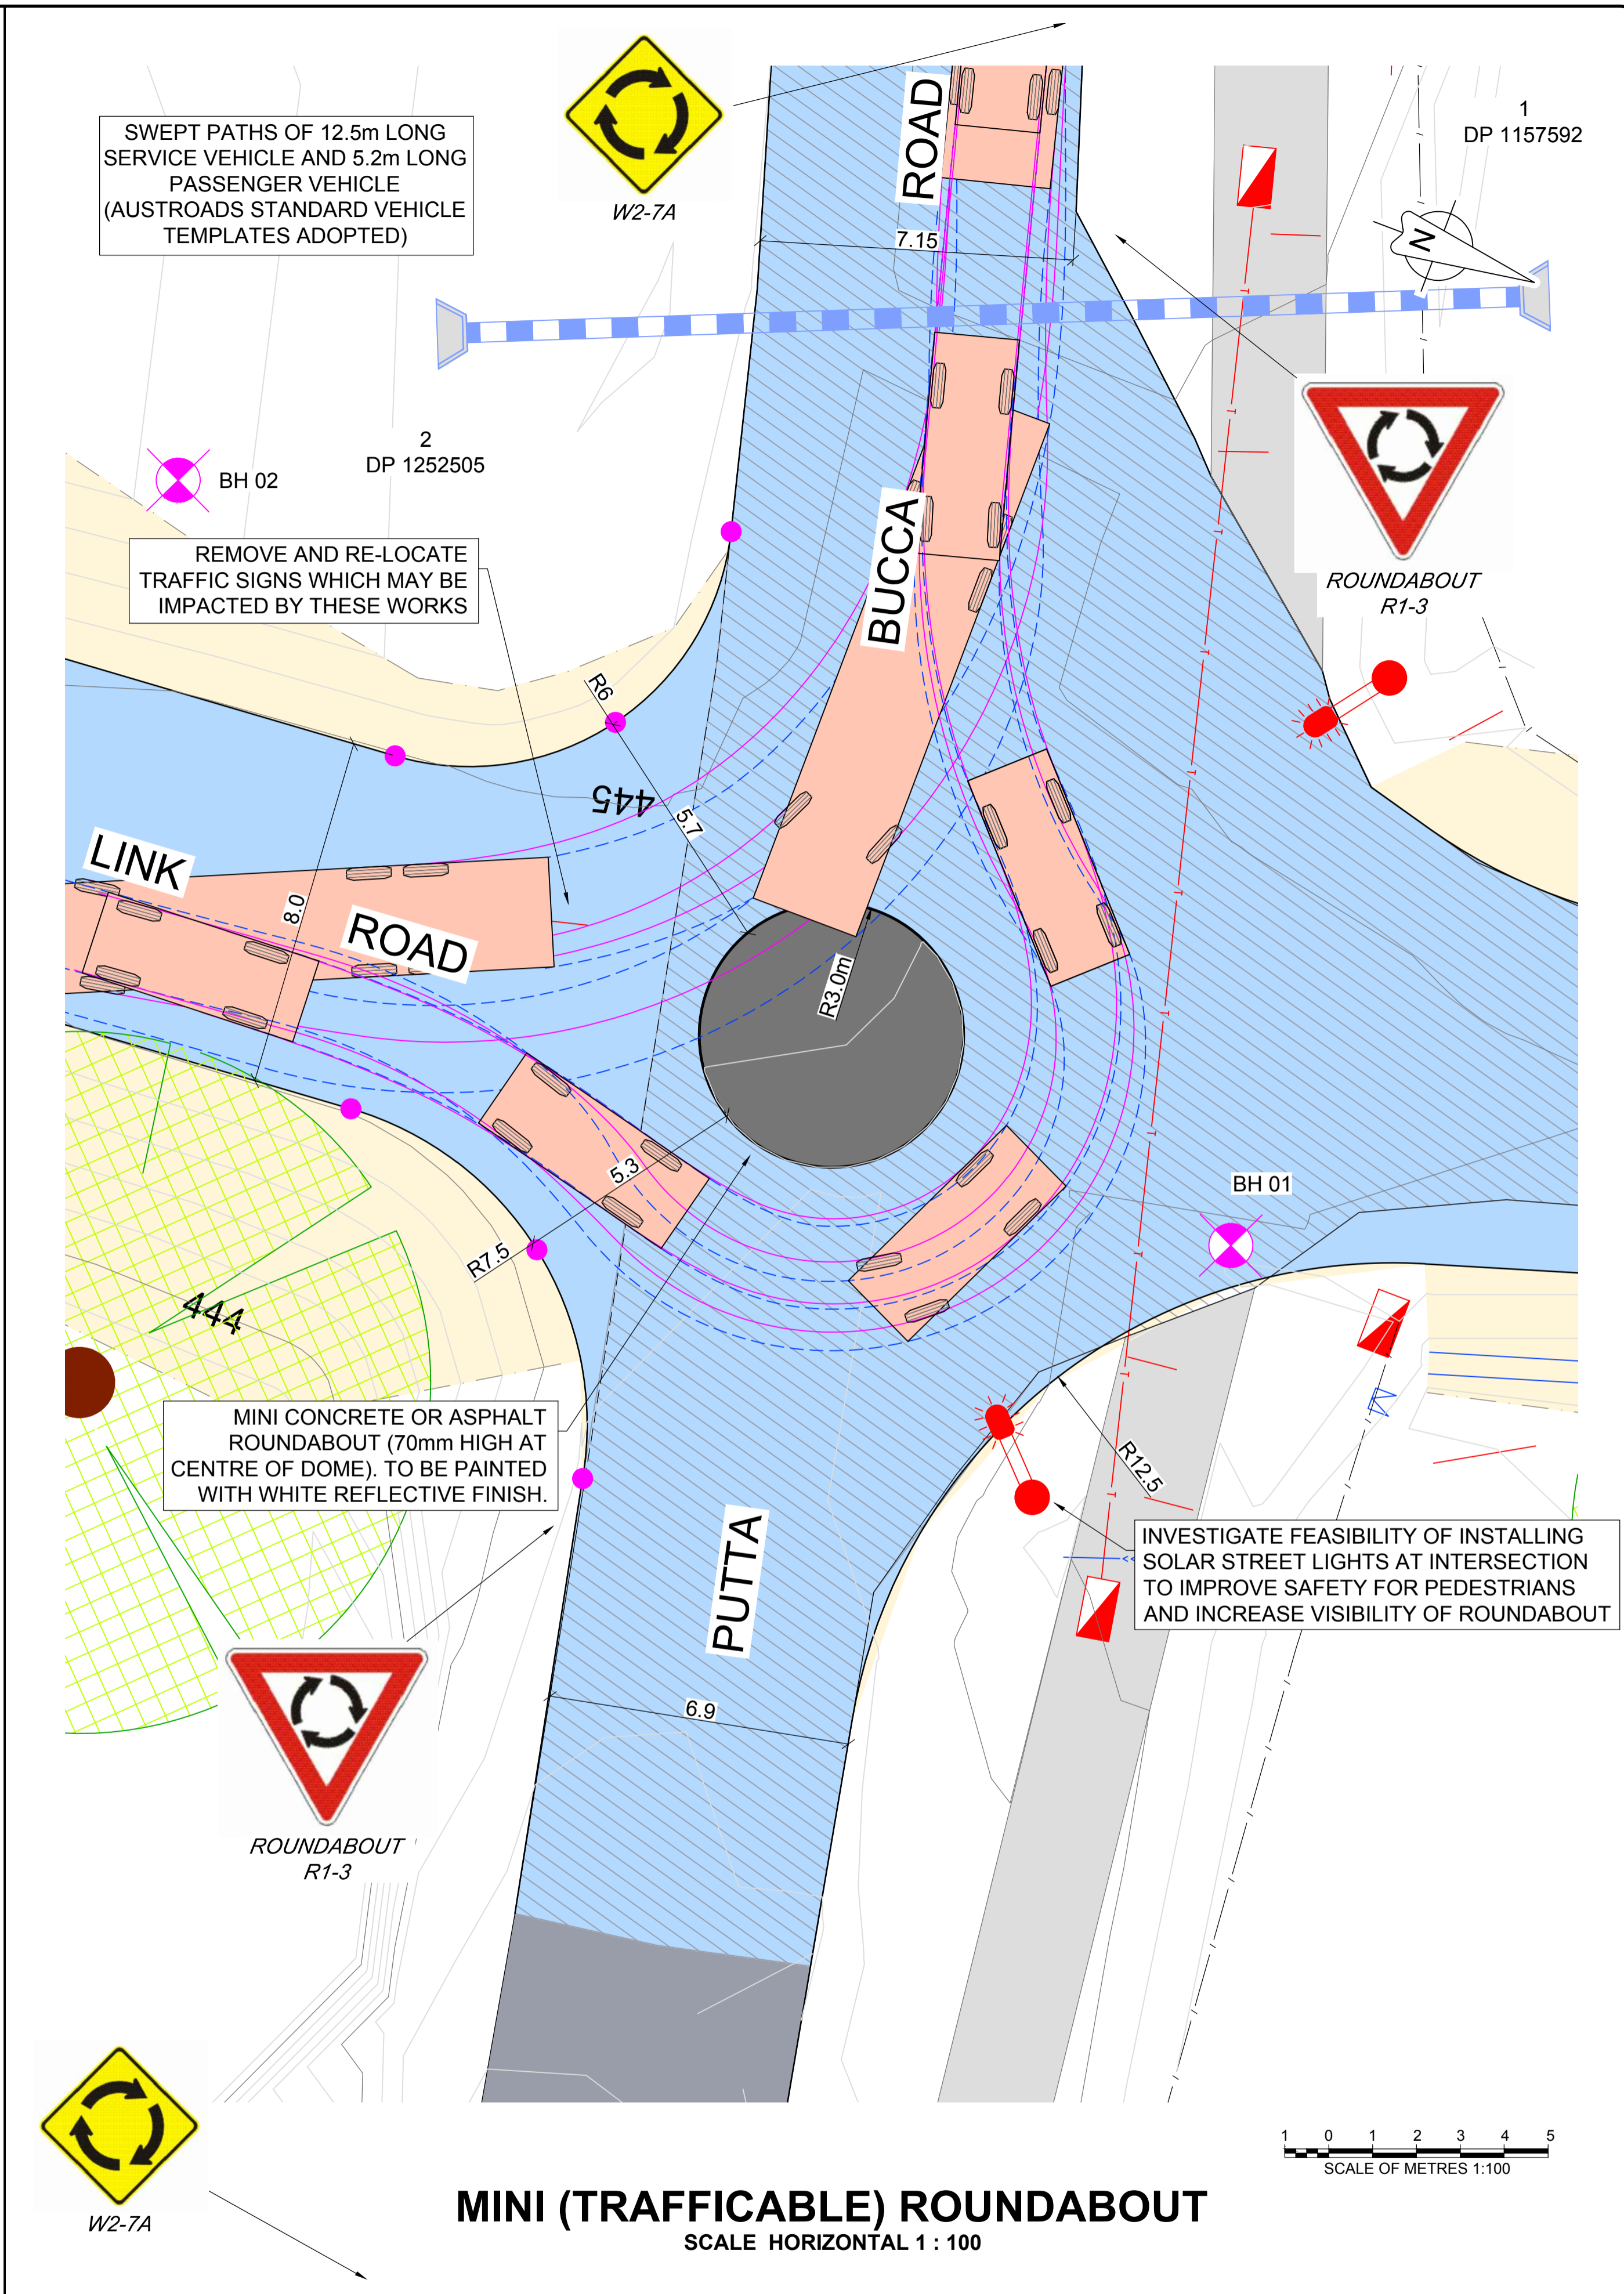 SWEPT PATHS OF 12.5m LONG
SERVICE VEHICLE AND 5.2m LONG
PASSENGER VEHICLE
(AUSTROADS STANDARD VEHICLE
TEMPLATES ADOPTED)
W2-7A
ROAD
1
DP 1157592
N
7.15
2
DP 1252505
BH 02
REMOVE AND RE-LOCATE
TRAFFIC SIGNS WHICH MAY BE
IMPACTED BY THESE WORKS
BUCCA
ROUNDABOUT
R1-3
R6
445
5.7
LINK
ROAD
8.0
R3.0m
5.3
BH 01
R7.5
444
MINI CONCRETE OR ASPHALT
ROUNDABOUT (70mm HIGH AT
CENTRE OF DOME). TO BE PAINTED
WITH WHITE REFLECTIVE FINISH.
R12.5
INVESTIGATE FEASIBILITY OF INSTALLING
SOLAR STREET LIGHTS AT INTERSECTION
TO IMPROVE SAFETY FOR PEDESTRIANS
AND INCREASE VISIBILITY OF ROUNDABOUT
PUTTA
6.9
ROUNDABOUT
R1-3
W2-7A
1 0 1 2 3 4 5
SCALE OF METRES 1:100
MINI (TRAFFICABLE) ROUNDABOUT
SCALE HORIZONTAL 1 : 100